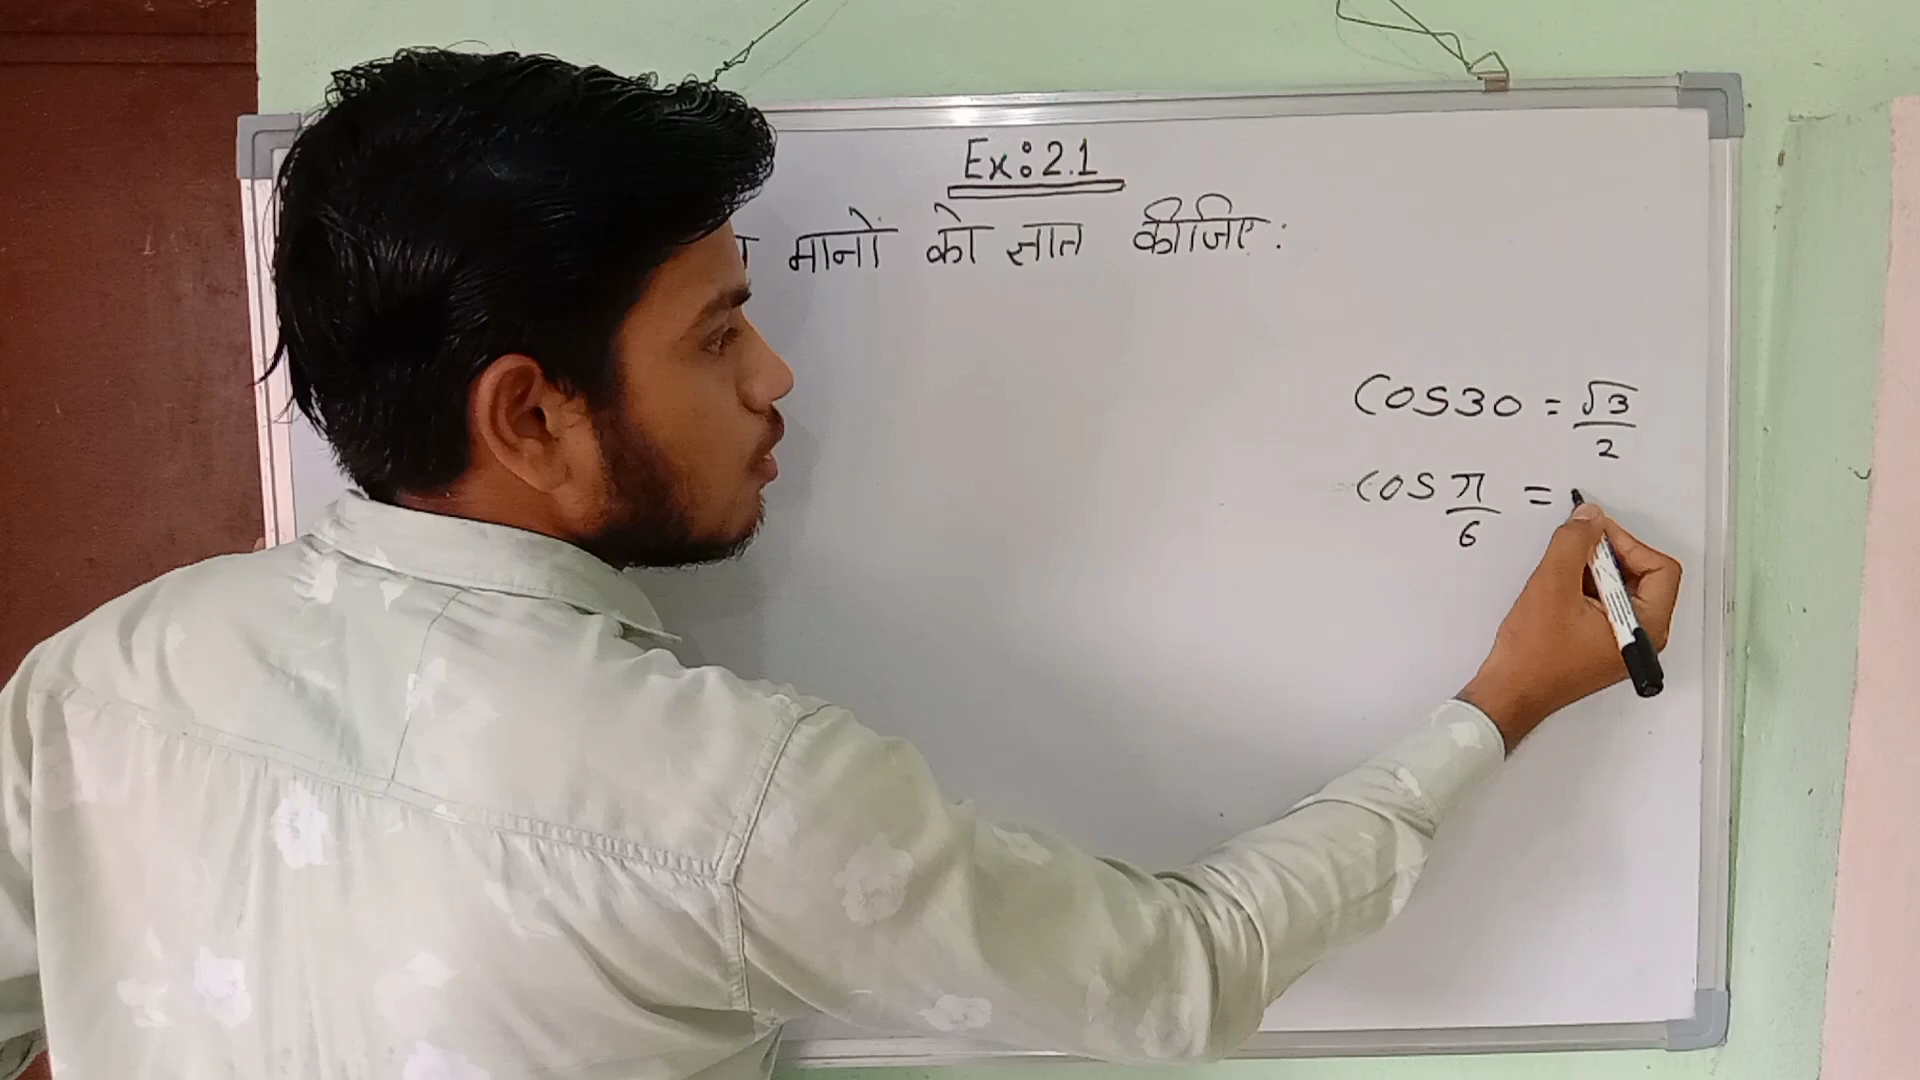 Ex: 2.1
मानों को ज्ञात कीजिए:
cos30 = √3/2
cos π/6 =